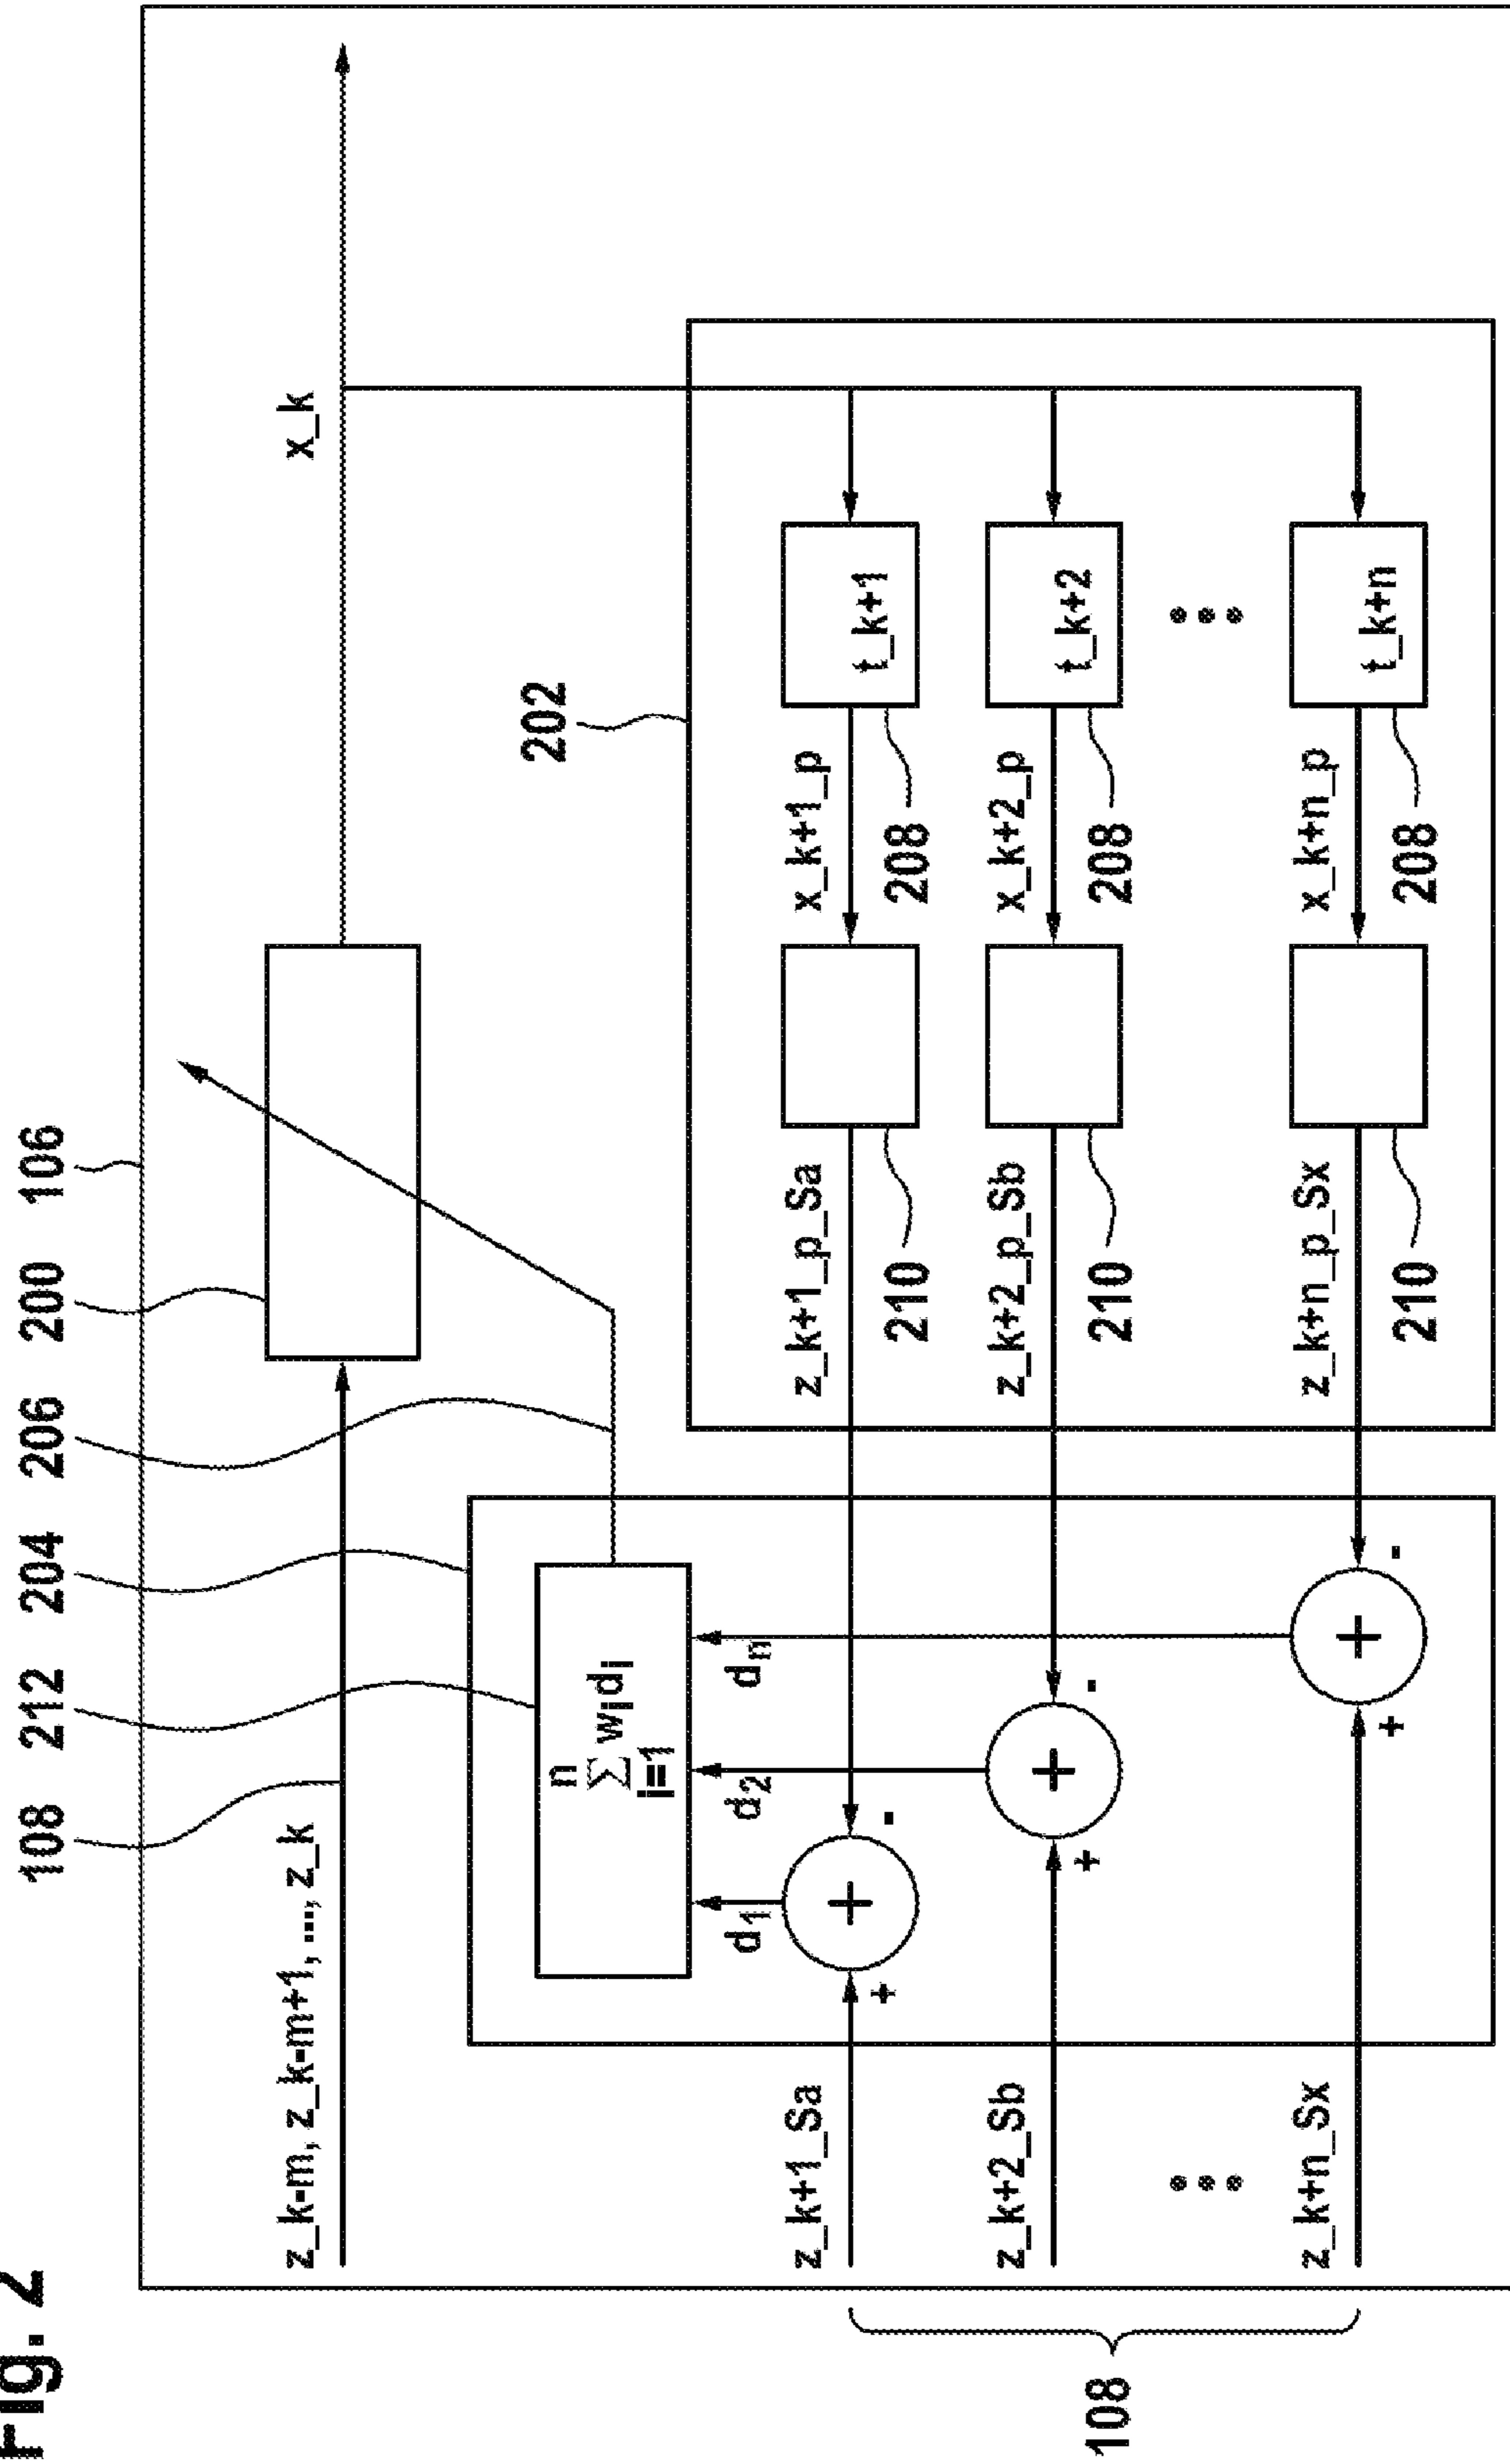 Fig. 2
108 212 204 206 200 106
z_k-m, z_k-m+1, ..., z_k
x_k
202
n
∑ wᵢdᵢ
i=1
d₁
d₂
dₙ
z_k+1_Sa
+
+
-
z_k+1_p_Sa
210
x_k+1_p
208
t_k+1
z_k+2_Sb
+
+
-
z_k+2_p_Sb
210
x_k+2_p
208
t_k+2
z_k+n_Sx
+
+
-
z_k+n_p_Sx
210
x_k+n_p
208
t_k+n
108